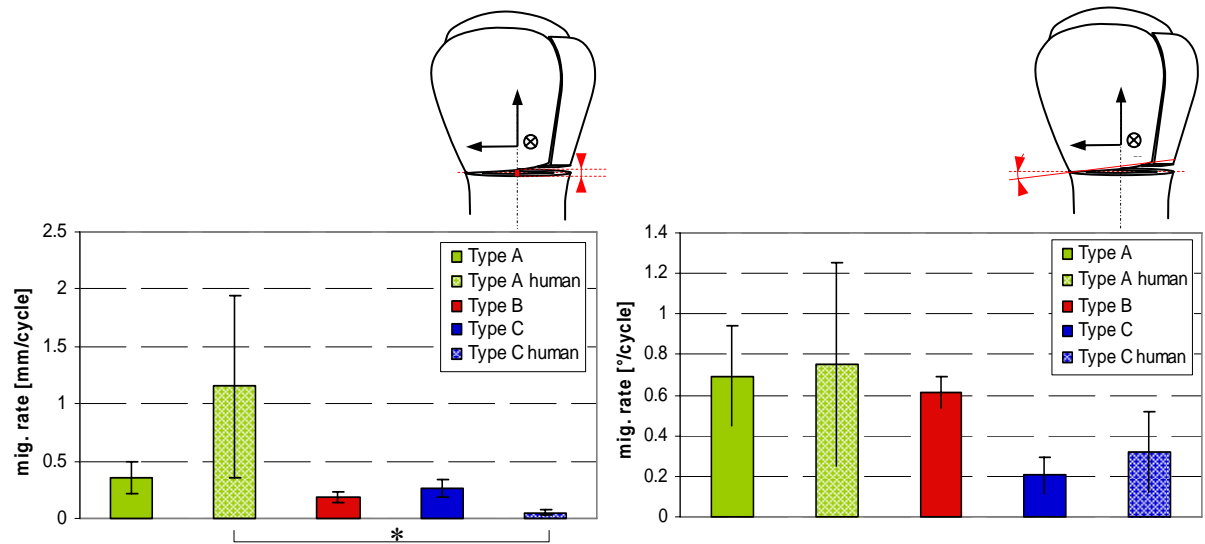 mig. rate [mm/cycle]
2.5
2
1.5
1
0.5
0
Type A
Type A human
Type B
Type C
Type C human
*
mig. rate [°/cycle]
1.4
1.2
1
0.8
0.6
0.4
0.2
0
Type A
Type A human
Type B
Type C
Type C human